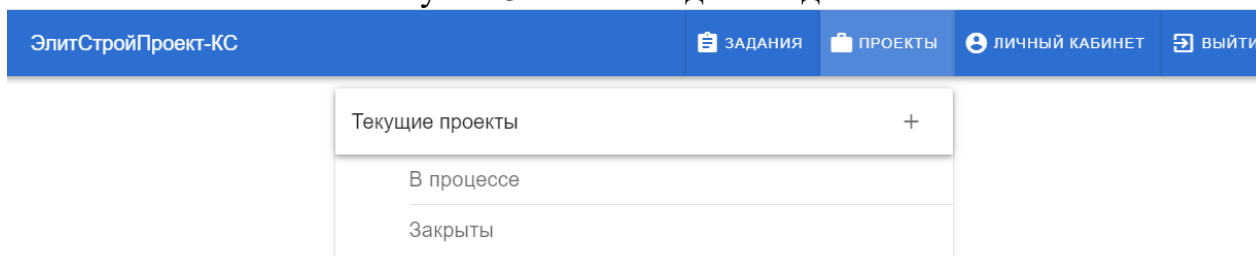 ЭлитСтройПроект-КС ЗАДАНИЯ ПРОЕКТЫ ЛИЧНЫЙ КАБИНЕТ ВЫЙТИ
Текущие проекты +
В процессе
Закрыты